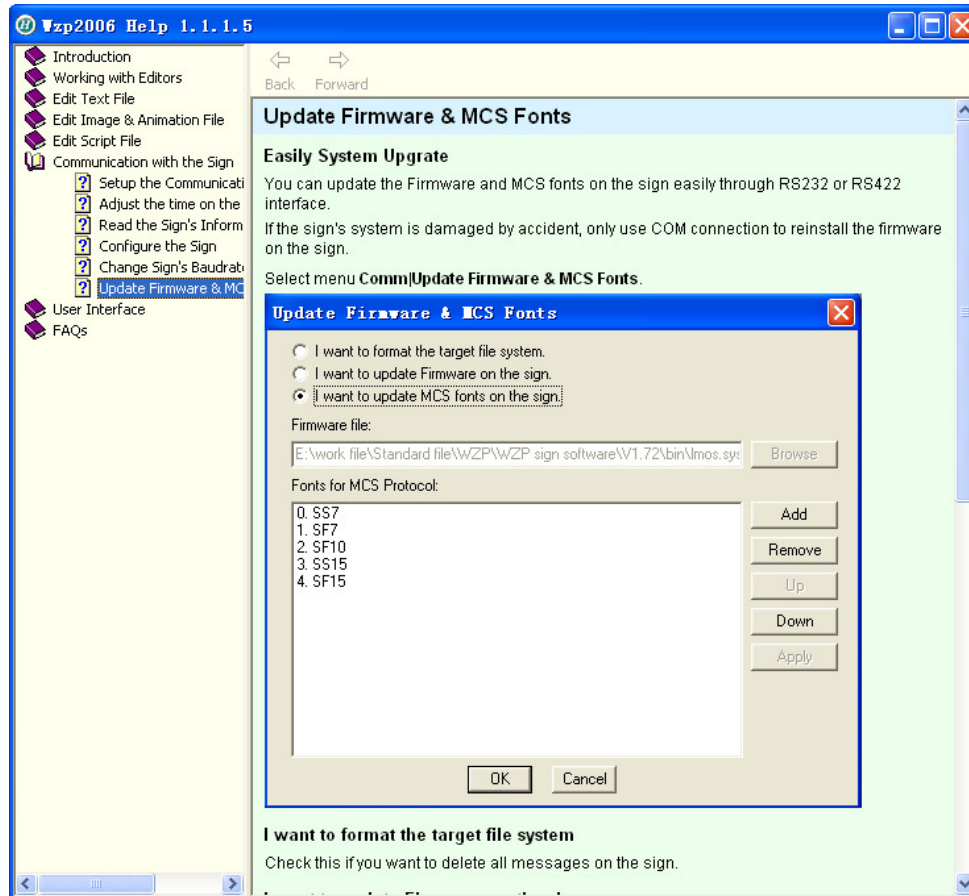 Wzp2006 Help 1.1.1.5
Introduction
Working with Editors
Edit Text File
Edit Image & Animation File
Edit Script File
Communication with the Sign
Setup the Communicati
Adjust the time on the
Read the Sign's Inform
Configure the Sign
Change Sign's Baudrat
Update Firmware & MC
User Interface
FAQs
Back Forward
Update Firmware & MCS Fonts
Easily System Upgrate
You can update the Firmware and MCS fonts on the sign easily through RS232 or RS422
interface.
If the sign's system is damaged by accident, only use COM connection to reinstall the firmware
on the sign.
Select menu Comm|Update Firmware & MCS Fonts.
Update Firmware & MCS Fonts
I want to format the target file system.
I want to update Firmware on the sign.
I want to update MCS fonts on the sign.
Firmware file:
E:\work file\Standard file\WZP\WZP sign software\V1.72\bin\lmos.sys Browse
Fonts for MCS Protocol:
0. SS7
1. SF7
2. SF10
3. SS15
4. SF15
Add
Remove
Up
Down
Apply
OK Cancel
I want to format the target file system
Check this if you want to delete all messages on the sign.